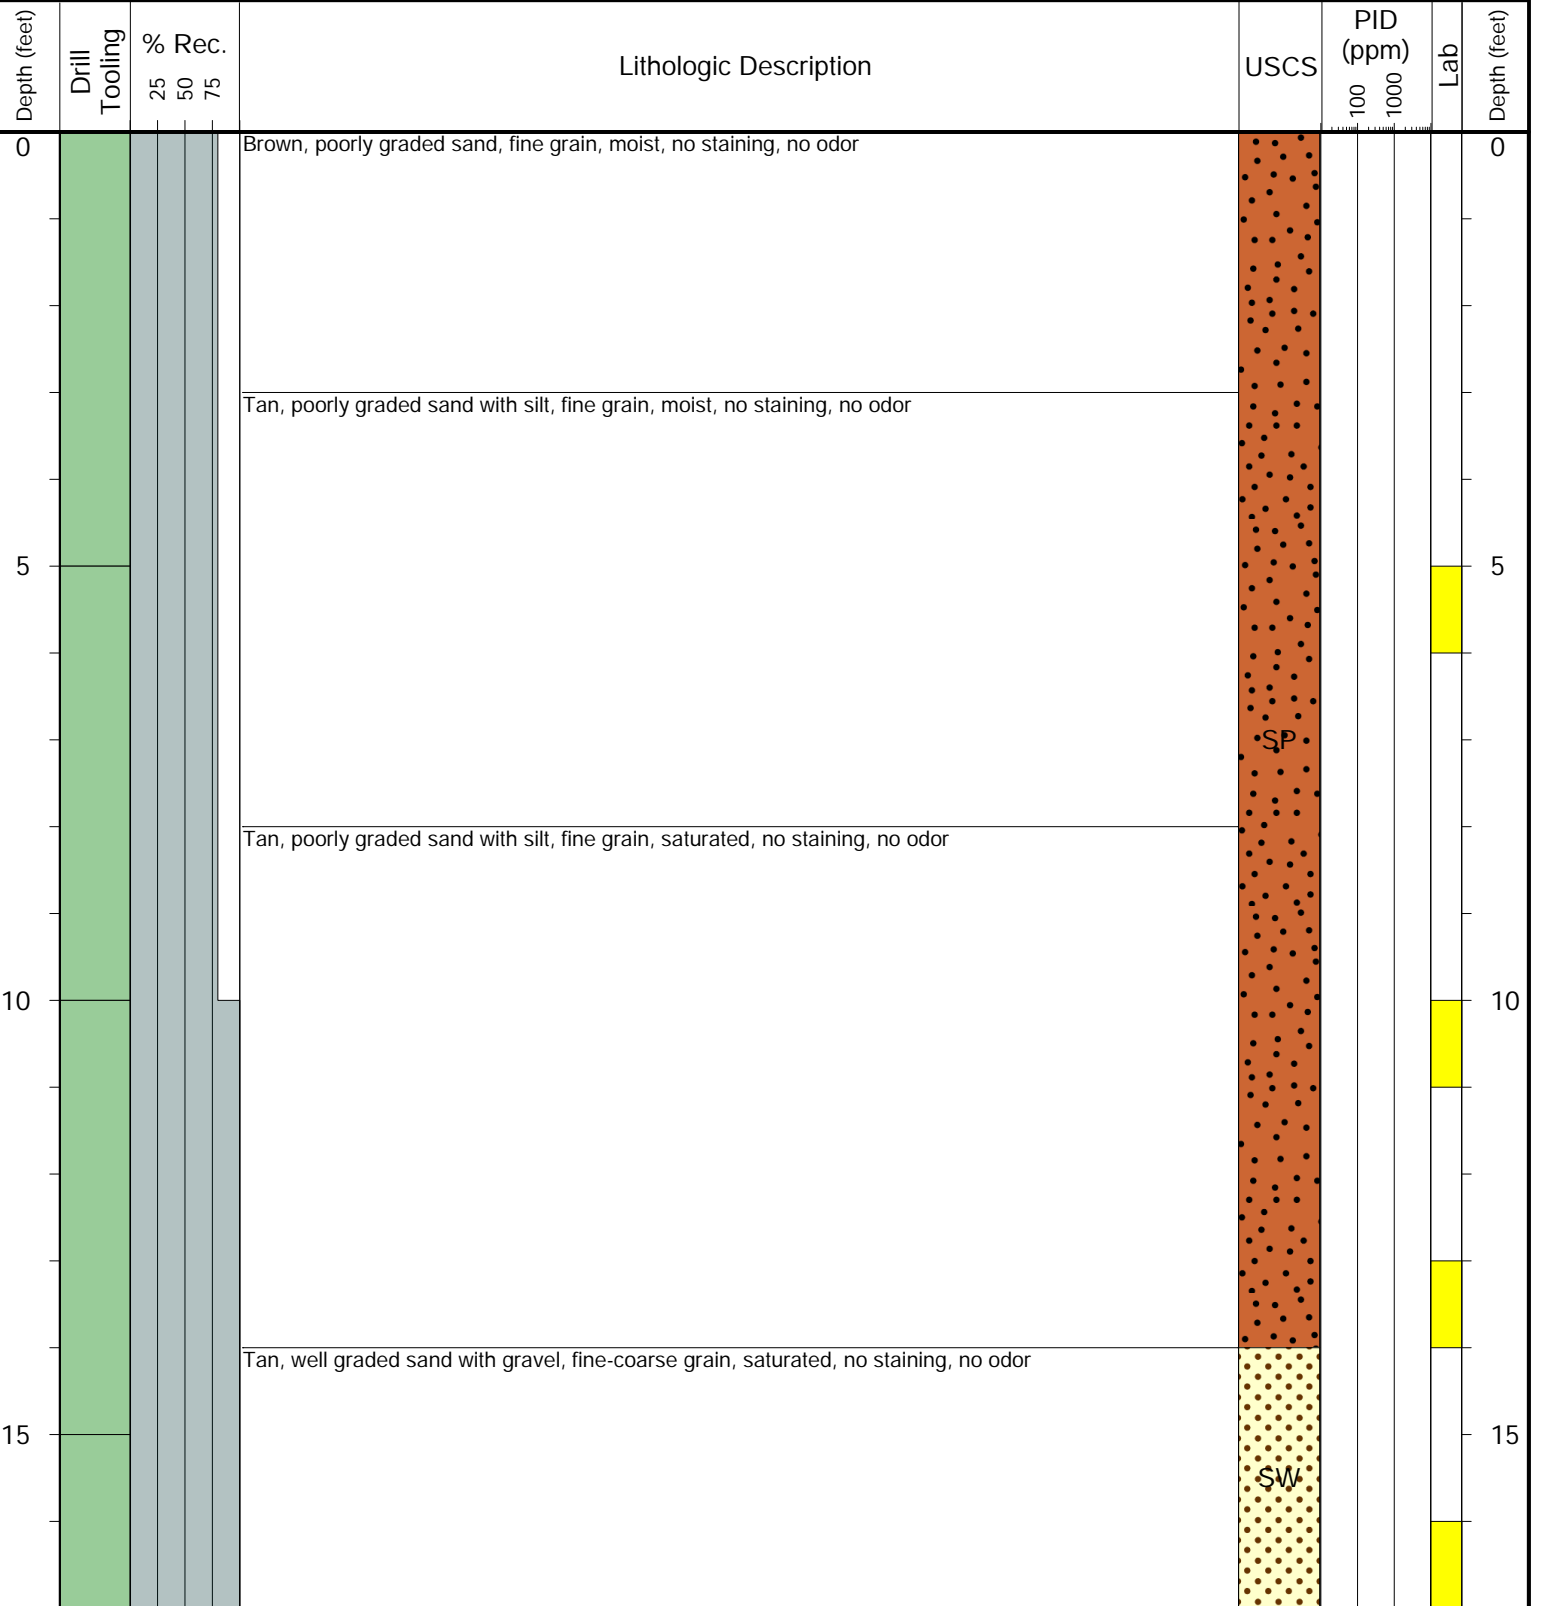 Depth (feet)
Drill
Tooling
% Rec.
25 50 75
Lithologic Description
USCS
PID
(ppm)
100 1000
Lab
Depth (feet)
0
Brown, poorly graded sand, fine grain, moist, no staining, no odor
0
Tan, poorly graded sand with silt, fine grain, moist, no staining, no odor
5
5
SP
Tan, poorly graded sand with silt, fine grain, saturated, no staining, no odor
10
10
Tan, well graded sand with gravel, fine-coarse grain, saturated, no staining, no odor
15
15
SW